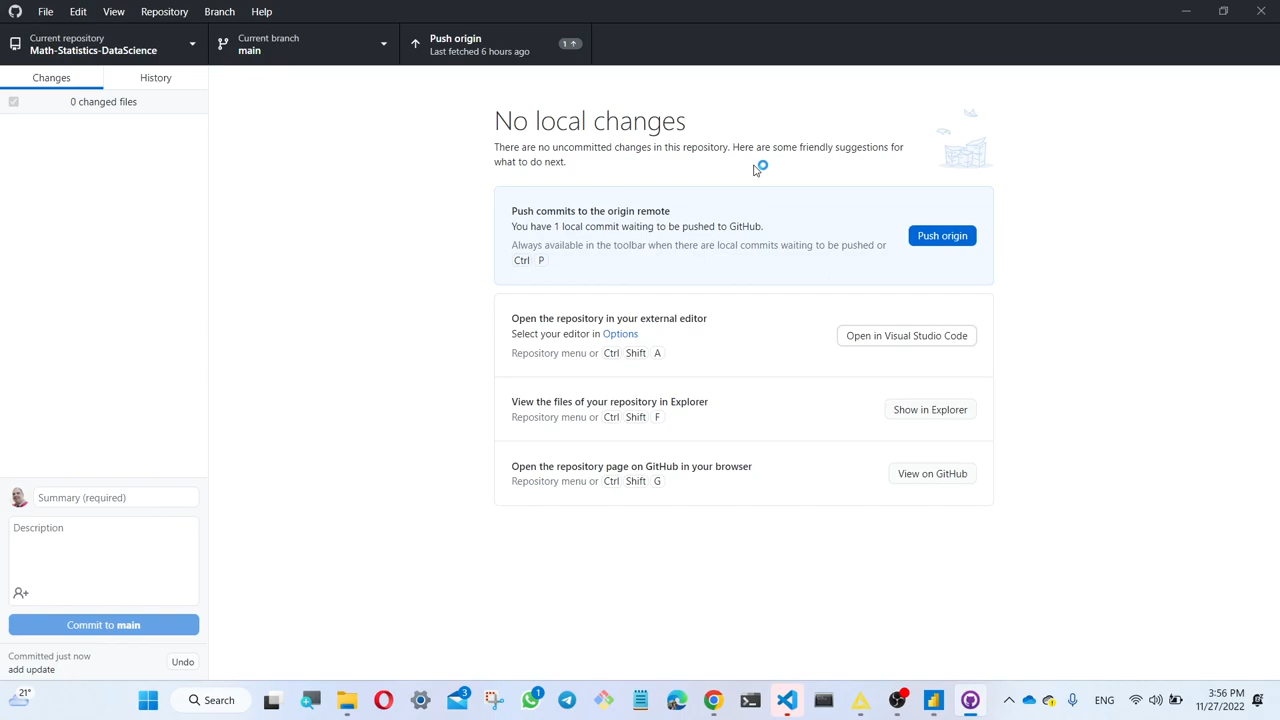 File Edit View Repository Branch Help
Current repository
Math-Statistics-DataScience
Current branch
main
Push origin
Last fetched 6 hours ago
1
Changes History
0 changed files
No local changes
There are no uncommitted changes in this repository. Here are some friendly suggestions for
what to do next.
Push commits to the origin remote
You have 1 local commit waiting to be pushed to GitHub.
Always available in the toolbar when there are local commits waiting to be pushed or
Ctrl P
Push origin
Open the repository in your external editor
Select your editor in Options
Repository menu or Ctrl Shift A
Open in Visual Studio Code
View the files of your repository in Explorer
Repository menu or Ctrl Shift F
Show in Explorer
Open the repository page on GitHub in your browser
Repository menu or Ctrl Shift G
View on GitHub
Summary (required)
Description
Commit to main
Committed just now
add update
Undo
21°
Search
3
1
ENG
3:56 PM
11/27/2022